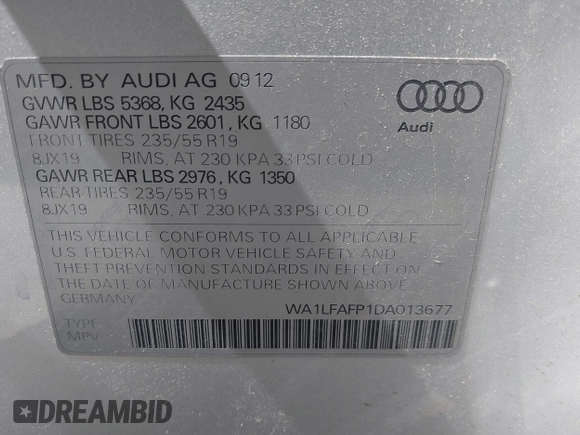 MFD. BY AUDI AG 0912
GVWR LBS 5368, KG 2435
GAWR FRONT LBS 2601, KG 1180
FRONT TIRES 235/55 R19
8JX19 RIMS, AT 230 KPA 33 PSI COLD
GAWR REAR LBS 2976, KG 1350
REAR TIRES 235/55 R19
8JX19 RIMS, AT 230 KPA 33 PSI COLD
Audi
THIS VEHICLE CONFORMS TO ALL APPLICABLE
U.S. FEDERAL MOTOR VEHICLE SAFETY AND
THEFT PREVENTION STANDARDS IN EFFECT ON
THE DATE OF MANUFACTURE SHOWN ABOVE
GERMANY WA1LFAFP1DA013677
TYPE:
MPV
DREAMBID